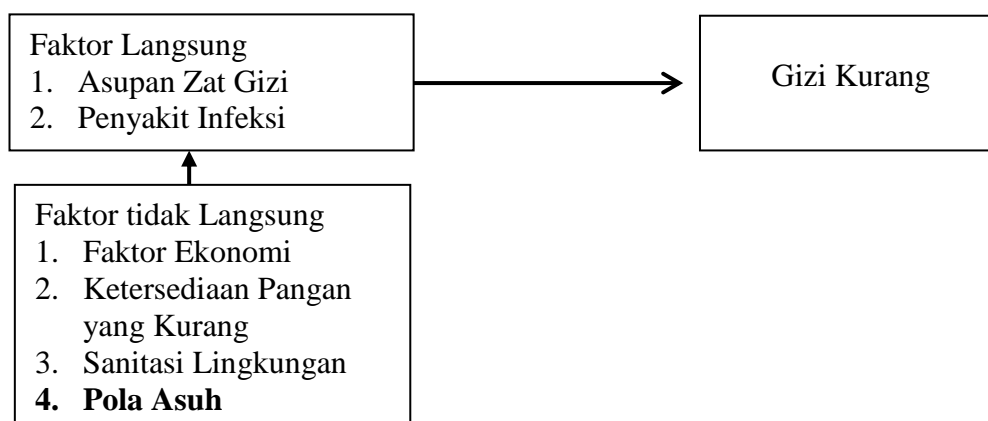 Faktor Langsung
1. Asupan Zat Gizi
2. Penyakit Infeksi
Gizi Kurang
Faktor tidak Langsung
1. Faktor Ekonomi
2. Ketersediaan Pangan
yang Kurang
3. Sanitasi Lingkungan
4. Pola Asuh